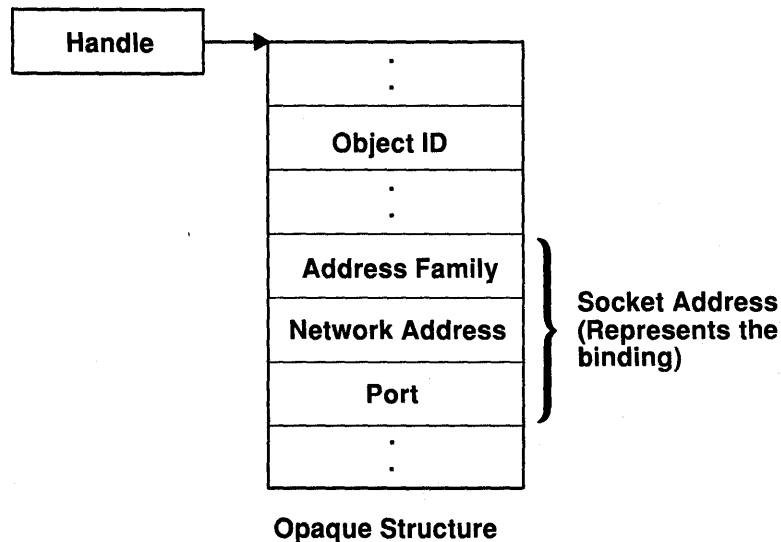 Handle
.
.
Object ID
.
.
Address Family
Network Address
Port
.
.
Socket Address
(Represents the
binding)
Opaque Structure